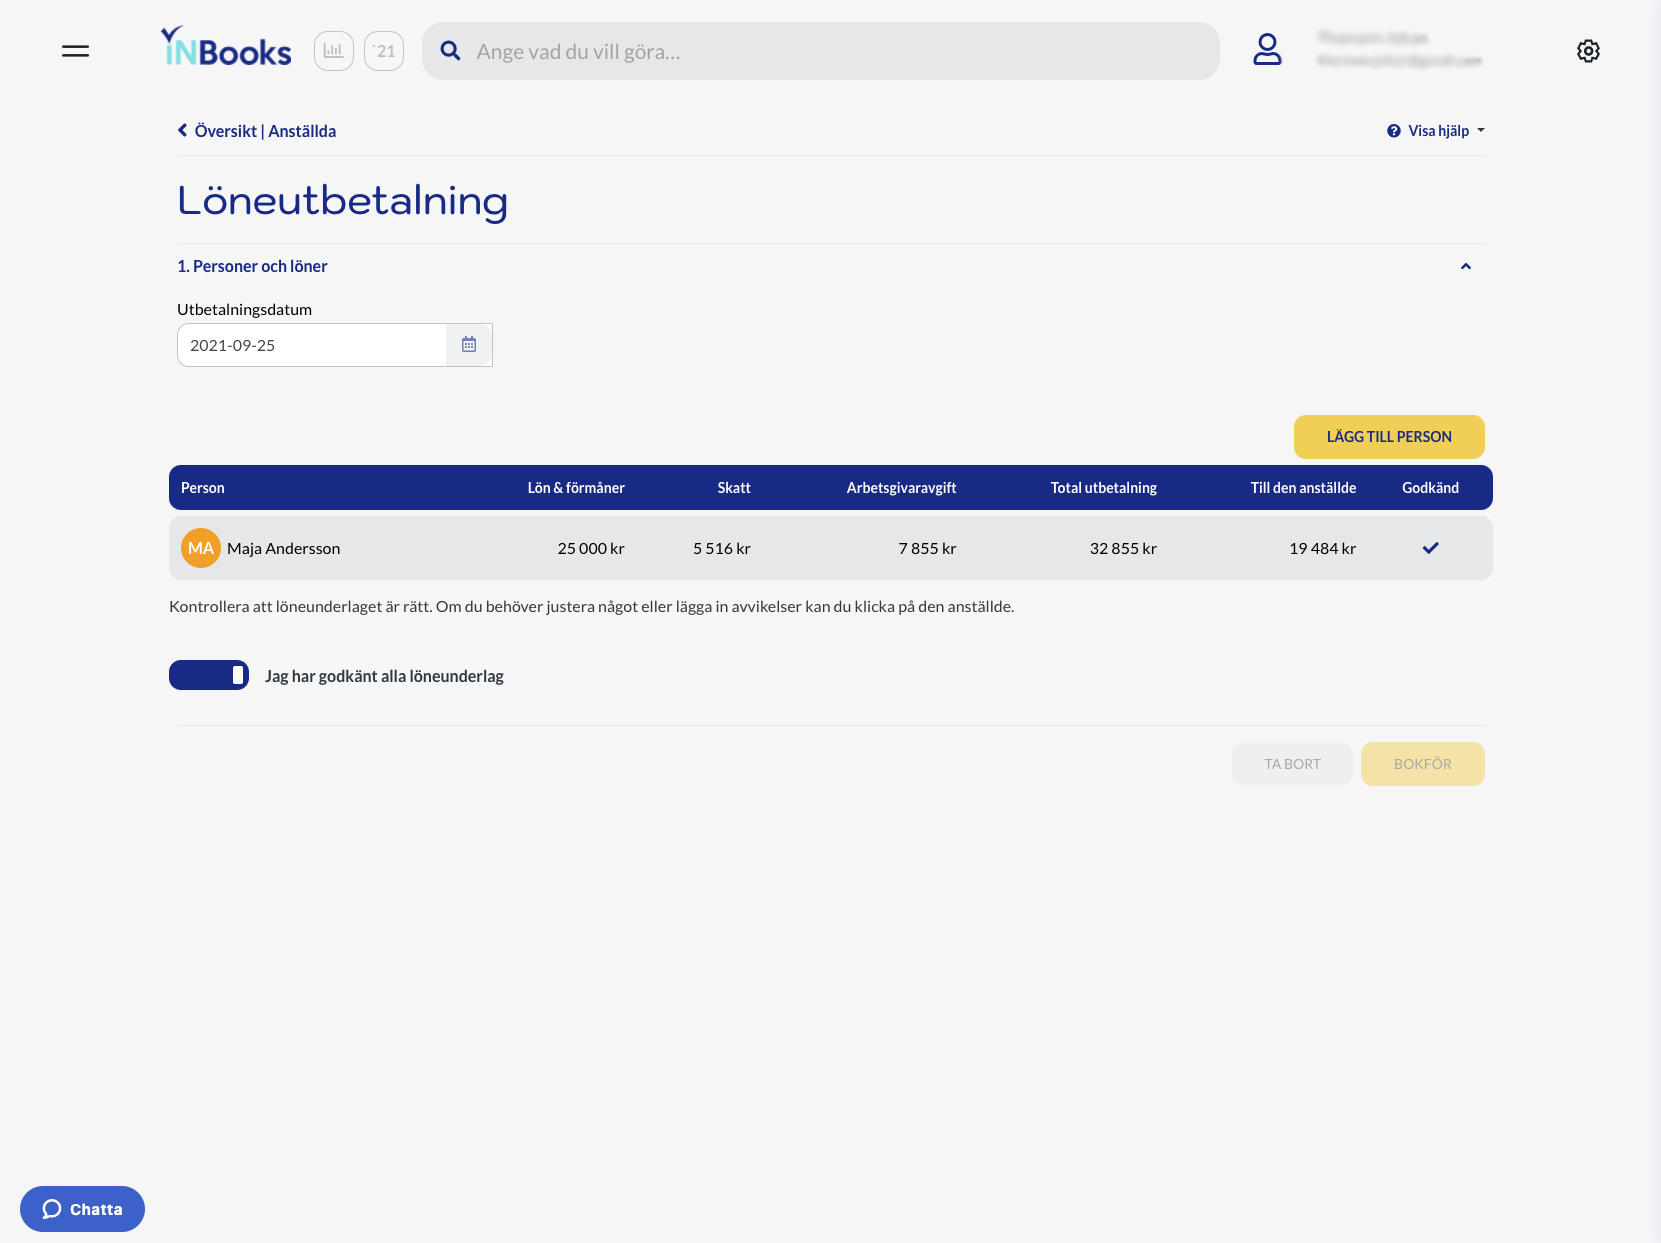 iNBooks
`21
Ange vad du vill göra...
Översikt | Anställda
Visa hjälp
Löneutbetalning
1. Personer och löner
Utbetalningsdatum
2021-09-25
LÄGG TILL PERSON
Person Lön & förmåner Skatt Arbetsgivaravgift Total utbetalning Till den anställde Godkänd
MA Maja Andersson 25 000 kr 5 516 kr 7 855 kr 32 855 kr 19 484 kr
Kontrollera att löneunderlaget är rätt. Om du behöver justera något eller lägga in avvikelser kan du klicka på den anställde.
Jag har godkänt alla löneunderlag
TA BORT BOKFÖR
Chatta